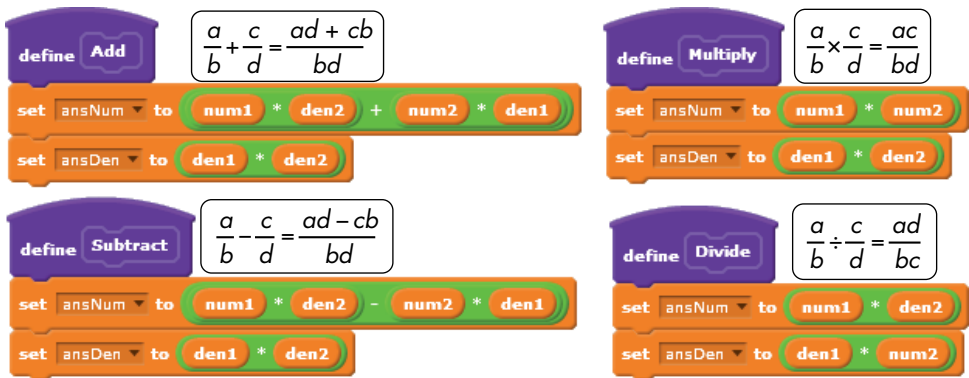 define Add
a/b + c/d = ad + cb/bd
set ansNum ▾ to num1 * den2 + num2 * den1
set ansDen ▾ to den1 * den2
define Multiply
a/b × c/d = ac/bd
set ansNum ▾ to num1 * num2
set ansDen ▾ to den1 * den2
define Subtract
a/b − c/d = ad − cb/bd
set ansNum ▾ to num1 * den2 - num2 * den1
set ansDen ▾ to den1 * den2
define Divide
a/b ÷ c/d = ad/bc
set ansNum ▾ to num1 * den2
set ansDen ▾ to den1 * num2